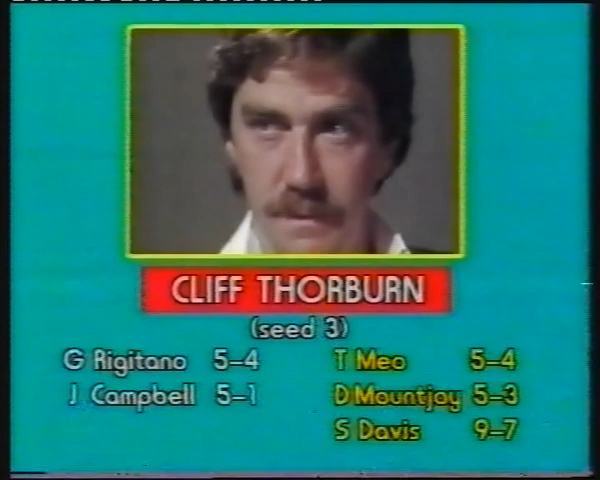 CLIFF THORBURN
(seed 3)
G Rigitano 5-4 T Meo 5-4
J Campbell 5-1 D Mountjoy 5-3
S Davis 9-7